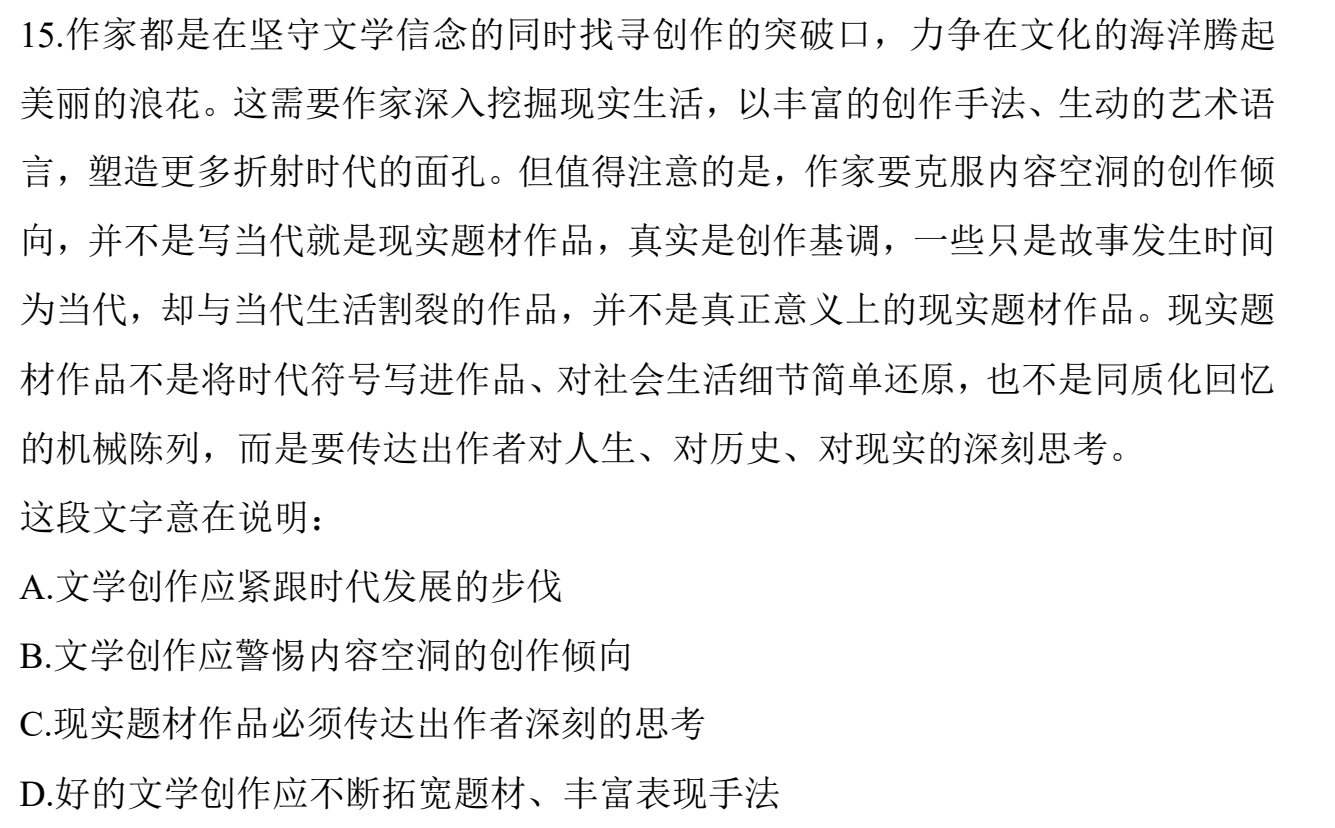 15.作家都是在坚守文学信念的同时找寻创作的突破口，力争在文化的海洋腾起
美丽的浪花。这需要作家深入挖掘现实生活，以丰富的创作手法、生动的艺术语
言，塑造更多折射时代的面孔。但值得注意的是，作家要克服内容空洞的创作倾
向，并不是写当代就是现实题材作品，真实是创作基调，一些只是故事发生时间
为当代，却与当代生活割裂的作品，并不是真正意义上的现实题材作品。现实题
材作品不是将时代符号写进作品、对社会生活细节简单还原，也不是同质化回忆
的机械陈列，而是要传达出作者对人生、对历史、对现实的深刻思考。
这段文字意在说明：
A.文学创作应紧跟时代发展的步伐
B.文学创作应警惕内容空洞的创作倾向
C.现实题材作品必须传达出作者深刻的思考
D.好的文学创作应不断拓宽题材、丰富表现手法